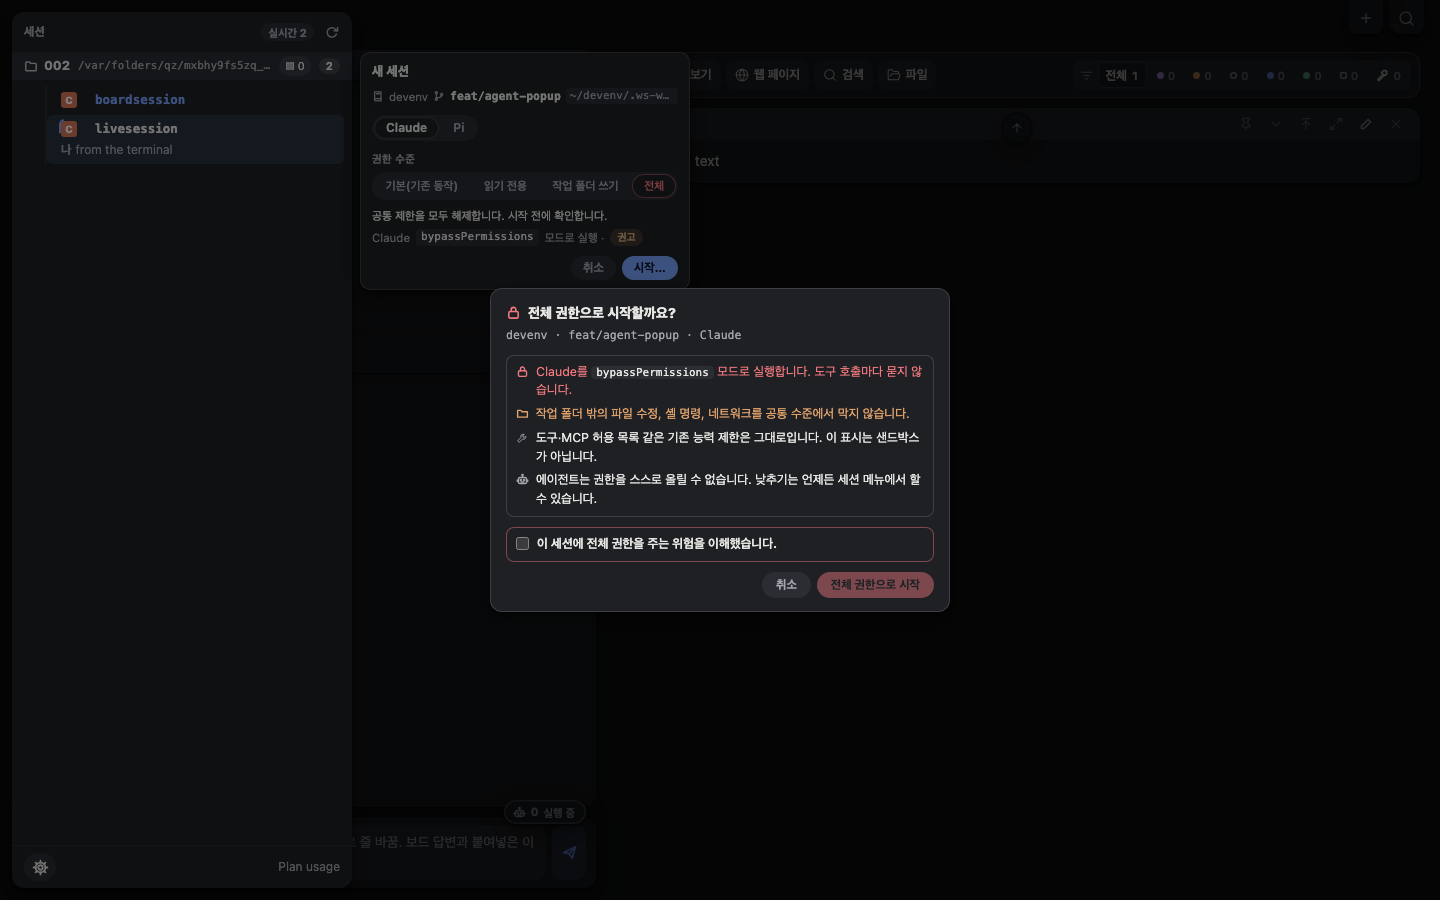 세션
실시간 2
002 /var/folders/qz/mxbhy9fs5zq_… 0 2
C boardsession
C livesession
나 from the terminal
새 세션
devenv feat/agent-popup ~/devenv/.ws-w…
Claude Pi
권한 수준
기본(기존 동작) 읽기 전용 작업 폴더 쓰기 전체
공통 제한을 모두 해제합니다. 시작 전에 확인합니다.
Claude bypassPermissions 모드로 실행 · 권고
취소 시작…
보기 웹 페이지 검색 파일
전체 1 0 0 0 0 0 0 0
text
전체 권한으로 시작할까요?
devenv · feat/agent-popup · Claude
Claude를 bypassPermissions 모드로 실행합니다. 도구 호출마다 묻지 않
습니다.
작업 폴더 밖의 파일 수정, 셸 명령, 네트워크를 공통 수준에서 막지 않습니다.
도구·MCP 허용 목록 같은 기존 능력 제한은 그대로입니다. 이 표시는 샌드박스
가 아닙니다.
에이전트는 권한을 스스로 올릴 수 없습니다. 낮추기는 언제든 세션 메뉴에서 할
수 있습니다.
이 세션에 전체 권한을 주는 위험을 이해했습니다.
취소 전체 권한으로 시작
0 실행 중
줄 바꿈. 보드 답변과 붙여넣은 이
Plan usage